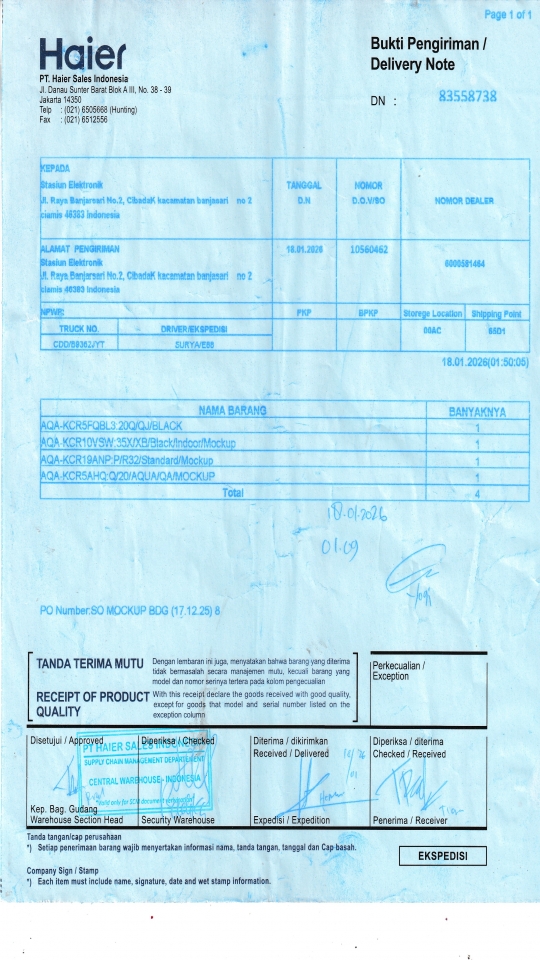 Page 1 of 1
Haier
Bukti Pengiriman /
Delivery Note
PT. Haier Sales Indonesia
Jl. Danau Sunter Barat Blok A III, No. 38 - 39
Jakarta 14350
Telp : (021) 6505668 (Hunting)
Fax : (021) 6512556
DN : 83558738
KEPADA
Stasiun Elektronik
Jl. Raya Banjarsari No.2, CibadaK kacamatan banjasari no 2
ciamis 46383 Indonesia
TANGGAL D.N
NOMOR D.O.V/SO
NOMOR DEALER
ALAMAT PENGIRIMAN
Stasiun Elektronik
Jl. Raya Banjarsari No.2, CibadaK kacamatan banjasari no 2
ciamis 46383 Indonesia
18.01.2026
10560462
6000581464
NPWP:
PKP
BPKP
Storege Location
Shipping Point
TRUCK NO.
DRIVER/EKSPEDISI
00AC
65D1
SURYA/E88
18.01.2026(01:50:05)
NAMA BARANG BANYAKNYA
AQA-KCR5FQBL3:20Q/QJ/BLACK 1
AQA-KCR10VSW:35X/XB/Black/Indoor/Mockup 1
AQA-KCR19ANP:P/R32/Standard/Mockup 1
AQA-KCR5AHQ:Q/20/AQUA/QA/MOCKUP 1
Total 4
18.01.2026
01.09
PO Number:SO MOCKUP BDG (17.12.25) 8
TANDA TERIMA MUTU
Dengan lembaran ini juga, menyatakan bahwa barang yang diterima
tidak bermasalah secara manajemen mutu, kecuali barang yang
model dan nomor serinya tertera pada kolom pengecualian
RECEIPT OF PRODUCT
QUALITY
With this receipt declare the goods received with good quality,
except for goods that model and serial number listed on the
exception column
Perkecualian /
Exception
Disetujui / Approved
Diperiksa / Checked
Diterima / dikirimkan
Received / Delivered
Diperiksa / diterima
Checked / Received
PT HAIER SALES INDONESIA
SUPPLY CHAIN MANAGEMENT DEPARTEMENT
CENTRAL WAREHOUSE - INDONESIA
Kep. Bag. Gudang
Warehouse Section Head
Security Warehouse
Expedisi / Expedition
Penerima / Receiver
Tanda tangan/cap perusahaan
*) Setiap penerimaan barang wajib menyertakan informasi nama, tanda tangan, tanggal dan Cap basah.
EKSPEDISI
Company Sign / Stamp
*) Each item must include name, signature, date and wet stamp information.